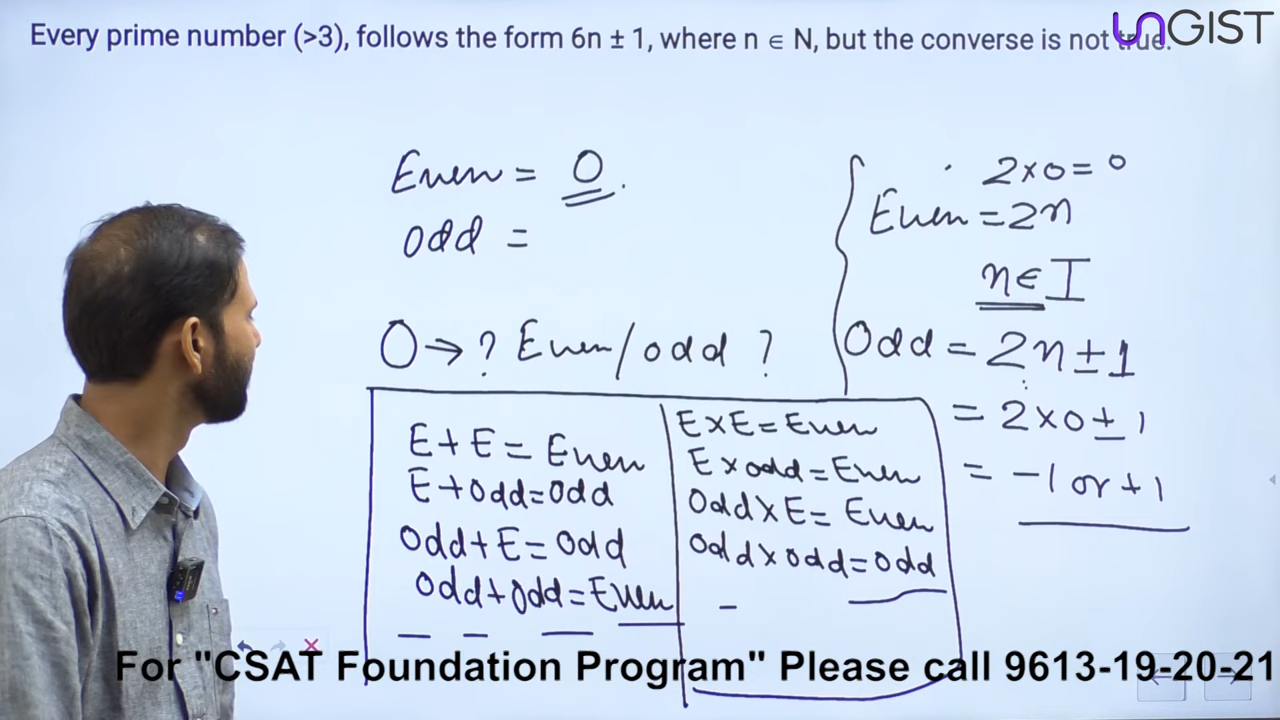 Every prime number (>3), follows the form 6n ± 1, where n ∈ N, but the converse is not true.
UNGIST
Even = 0.
odd =
0 → ? Even/odd ?
2×0=0
Even = 2n
n∈I
Odd = 2n±1
= 2×0±1
= -1 or +1
E+E=Even
E+Odd=Odd
Odd+E=Odd
Odd+Odd=Even
E×E=Even
E×odd=Even
Odd×E=Even
Odd×odd=odd
For "CSAT Foundation Program" Please call 9613-19-20-21